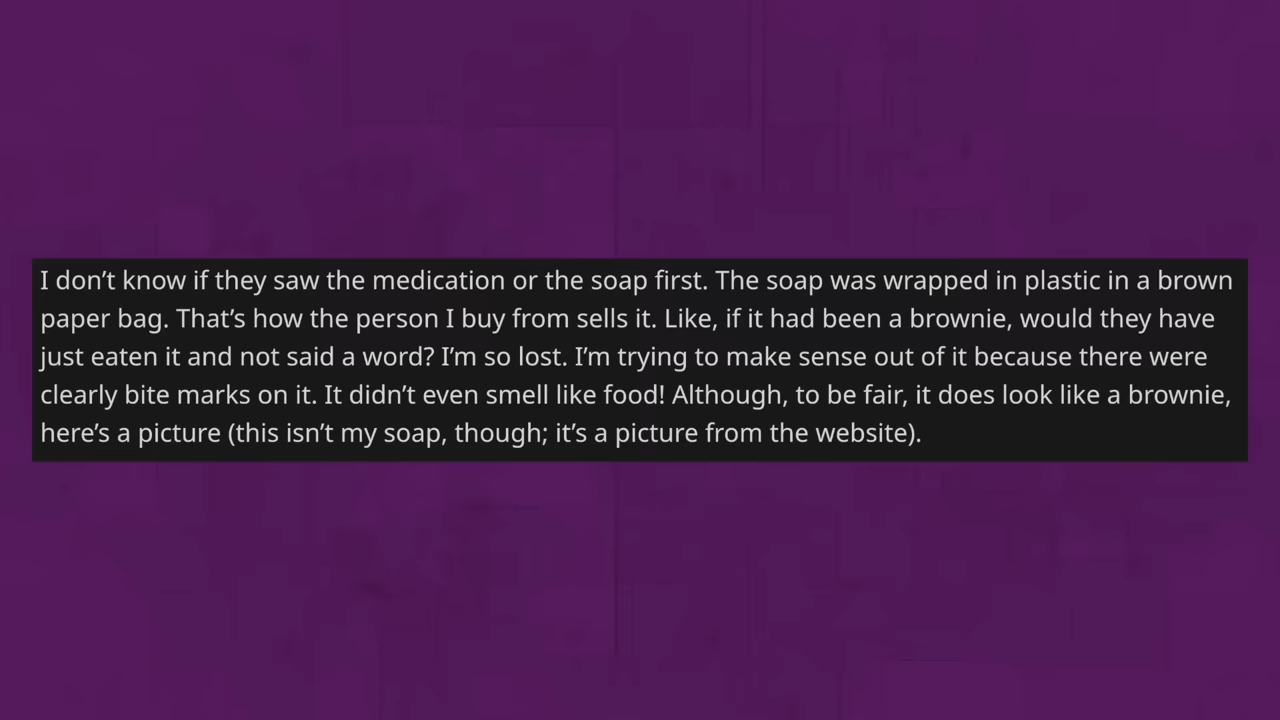 I don’t know if they saw the medication or the soap first. The soap was wrapped in plastic in a brown
paper bag. That’s how the person I buy from sells it. Like, if it had been a brownie, would they have
just eaten it and not said a word? I’m so lost. I’m trying to make sense out of it because there were
clearly bite marks on it. It didn’t even smell like food! Although, to be fair, it does look like a brownie,
here’s a picture (this isn’t my soap, though; it’s a picture from the website).